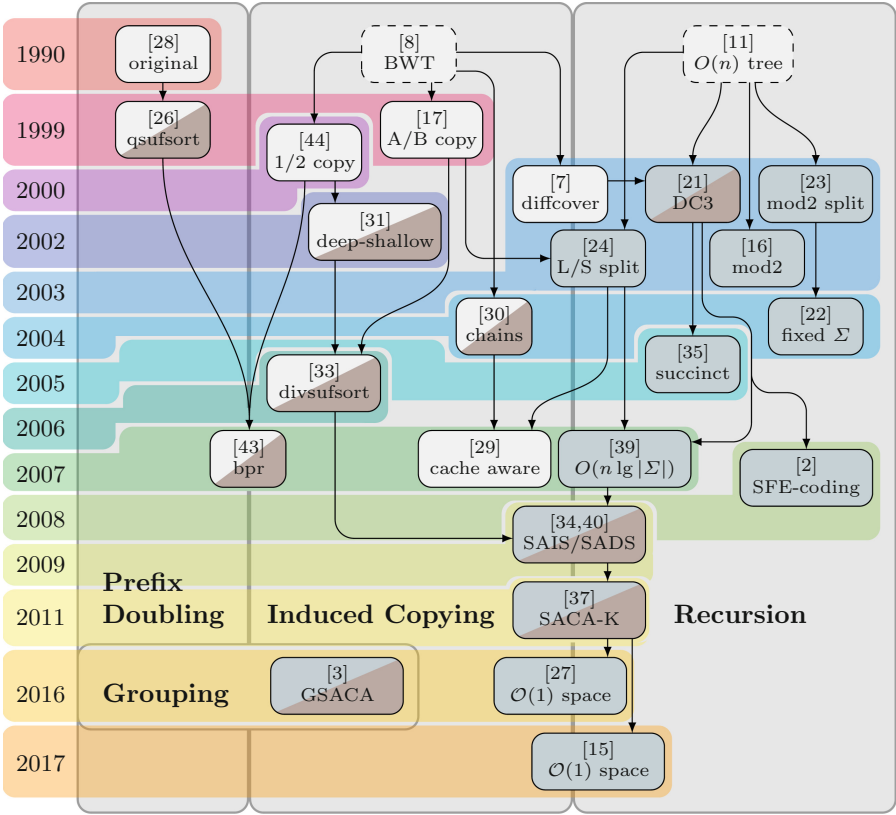 1990
[28]
original
[8]
BWT
[11]
O(n) tree
1999
[26]
qsufsort
[44]
1/2 copy
[17]
A/B copy
2000
[7]
diffcover
[21]
DC3
[23]
mod2 split
2002
[31]
deep-shallow
[24]
L/S split
[16]
mod2
2003
2004
[30]
chains
[22]
fixed Σ
2005
[33]
divsufsort
[35]
succinct
2006
2007
[43]
bpr
[29]
cache aware
[39]
O(n lg |Σ|)
[2]
SFE-coding
2008
[34,40]
SAIS/SADS
2009
Prefix
Doubling
Induced Copying
Recursion
2011
[37]
SACA-K
2016
Grouping
[3]
GSACA
[27]
𝒪(1) space
2017
[15]
𝒪(1) space